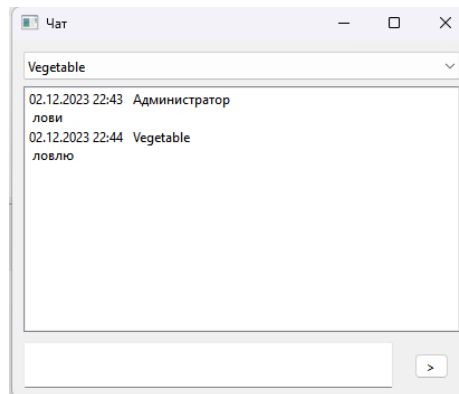 Чат
Vegetable
02.12.2023 22:43 Администратор
лови
02.12.2023 22:44 Vegetable
ловлю
>